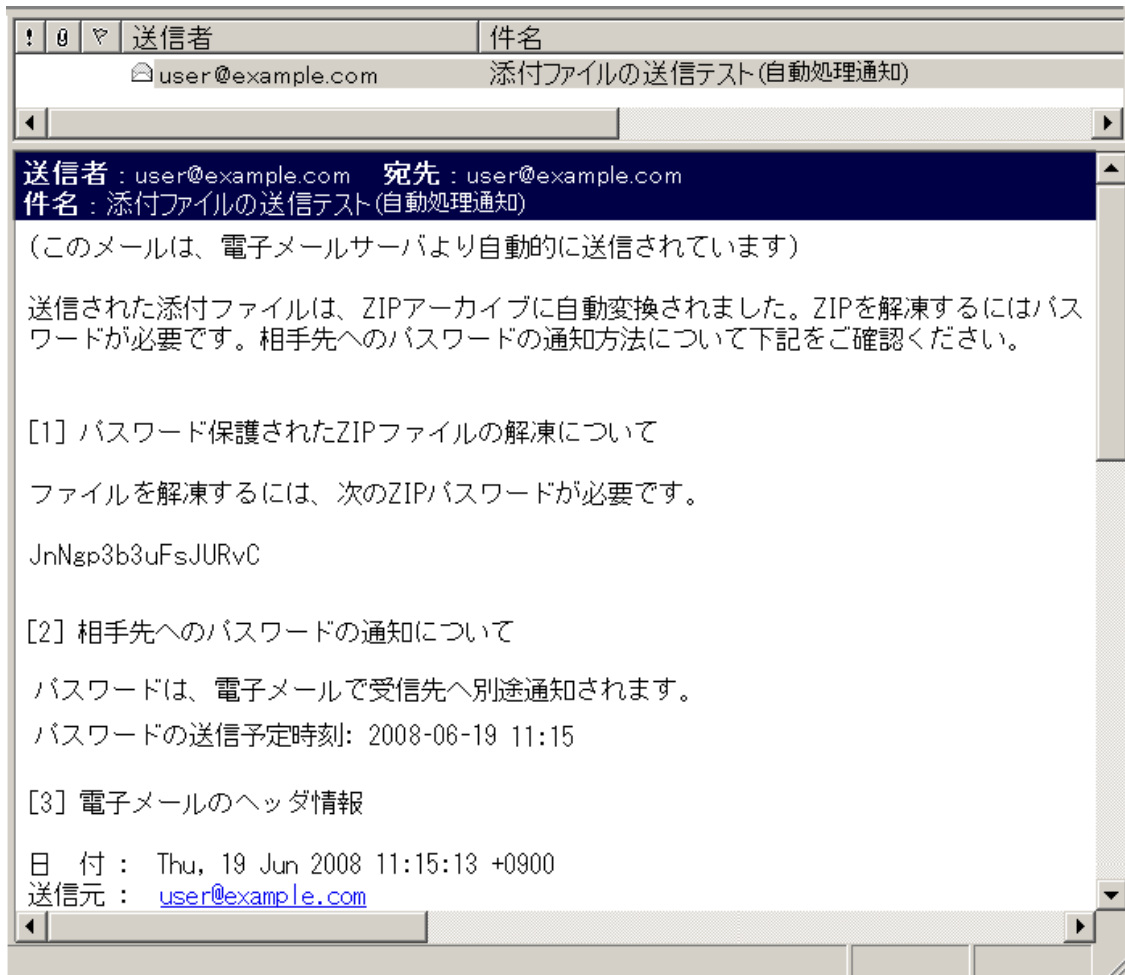 送信者 件名
user@example.com 添付ファイルの送信テスト(自動処理通知)
送信者：user@example.com 宛先：user@example.com
件名：添付ファイルの送信テスト(自動処理通知)
(このメールは、電子メールサーバより自動的に送信されています)
送信された添付ファイルは、ZIPアーカイブに自動変換されました。ZIPを解凍するにはパス
ワードが必要です。相手先へのパスワードの通知方法について下記をご確認ください。
[1] パスワード保護されたZIPファイルの解凍について
ファイルを解凍するには、次のZIPパスワードが必要です。
JnNgp3b3uFsJURvC
[2] 相手先へのパスワードの通知について
パスワードは、電子メールで受信先へ別途通知されます。
パスワードの送信予定時刻: 2008-06-19 11:15
[3] 電子メールのヘッダ情報
日　付： Thu, 19 Jun 2008 11:15:13 +0900
送信元： user@example.com